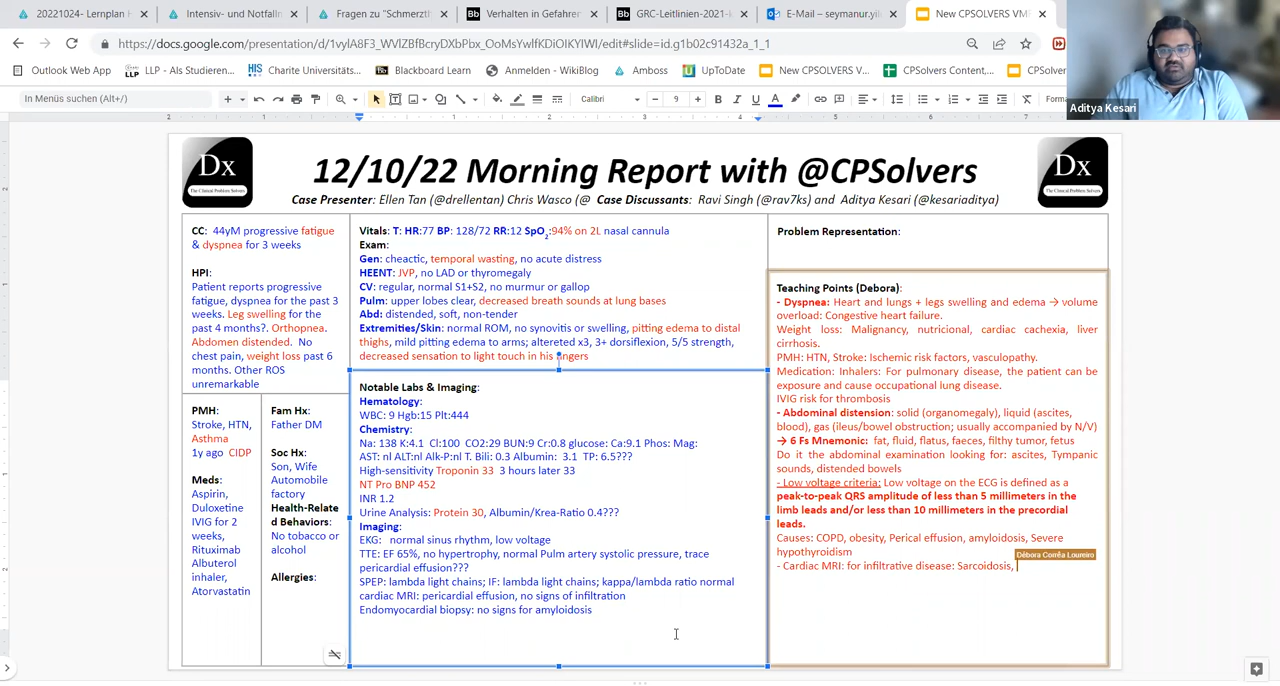 20221024- Lernplan H
Intensiv- und Notfalln
Fragen zu "Schmerzth
Verhalten in Gefahren
GRC-Leitlinien-2021-k
E-Mail – seymanur.yil
New CPSOLVERS VMR
https://docs.google.com/presentation/d/1vylA8F3_WVlZBfBcryDXbPbx_OoMsYwlfKDiOIKYIWI/edit#slide=id.g1b02c91432a_1_1
Outlook Web App
LLP - Als Studieren...
Charite Universitäts...
Blackboard Learn
Anmelden - WikiBlog
Amboss
UpToDate
New CPSOLVERS V...
CPSolvers Content,...
CPSolver
In Menüs suchen (Alt+/)
Calibri
9
Forma
Aditya Kesari
12/10/22 Morning Report with @CPSolvers
Case Presenter: Ellen Tan (@drellentan) Chris Wasco (@ Case Discussants: Ravi Singh (@rav7ks) and Aditya Kesari (@kesariaditya)
Dx
The Clinical Problem Solvers
Dx
The Clinical Problem Solvers
CC: 44yM progressive fatigue
& dyspnea for 3 weeks
HPI:
Patient reports progressive
fatigue, dyspnea for the past 3
weeks. Leg swelling for the
past 4 months?. Orthopnea.
Abdomen distended. No
chest pain, weight loss past 6
months. Other ROS
unremarkable
PMH:
Stroke, HTN,
Asthma
1y ago CIDP
Meds:
Aspirin,
Duloxetine
IVIG for 2
weeks,
Rituximab
Albuterol
inhaler,
Atorvastatin
Fam Hx:
Father DM
Soc Hx:
Son, Wife
Automobile
factory
Health-Relate
d Behaviors:
No tobacco or
alcohol
Allergies:
Vitals: T: HR:77 BP: 128/72 RR:12 SpO2:94% on 2L nasal cannula
Exam:
Gen: cheactic, temporal wasting, no acute distress
HEENT: JVP, no LAD or thyromegaly
CV: regular, normal S1+S2, no murmur or gallop
Pulm: upper lobes clear, decreased breath sounds at lung bases
Abd: distended, soft, non-tender
Extremities/Skin: normal ROM, no synovitis or swelling, pitting edema to distal
thighs, mild pitting edema to arms; altereted x3, 3+ dorsiflexion, 5/5 strength,
decreased sensation to light touch in his fingers
Notable Labs & Imaging:
Hematology:
WBC: 9 Hgb:15 Plt:444
Chemistry:
Na: 138 K:4.1 Cl:100 CO2:29 BUN:9 Cr:0.8 glucose: Ca:9.1 Phos: Mag:
AST: nl ALT:nl Alk-P:nl T. Bili: 0.3 Albumin: 3.1 TP: 6.5???
High-sensitivity Troponin 33 3 hours later 33
NT Pro BNP 452
INR 1.2
Urine Analysis: Protein 30, Albumin/Krea-Ratio 0.4???
Imaging:
EKG: normal sinus rhythm, low voltage
TTE: EF 65%, no hypertrophy, normal Pulm artery systolic pressure, trace
pericardial effusion???
SPEP: lambda light chains; IF: lambda light chains; kappa/lambda ratio normal
cardiac MRI: pericardial effusion, no signs of infiltration
Endomyocardial biopsy: no signs for amyloidosis
Problem Representation:
Teaching Points (Debora):
- Dyspnea: Heart and lungs + legs swelling and edema → volume
overload: Congestive heart failure.
Weight loss: Malignancy, nutricional, cardiac cachexia, liver
cirrhosis.
PMH: HTN, Stroke: Ischemic risk factors, vasculopathy.
Medication: Inhalers: For pulmonary disease, the patient can be
exposure and cause occupational lung disease.
IVIG risk for thrombosis
- Abdominal distension: solid (organomegaly), liquid (ascites,
blood), gas (ileus/bowel obstruction; usually accompanied by N/V)
→ 6 Fs Mnemonic: fat, fluid, flatus, faeces, filthy tumor, fetus
Do it the abdominal examination looking for: ascites, Tympanic
sounds, distended bowels
- Low voltage criteria: Low voltage on the ECG is defined as a
peak-to-peak QRS amplitude of less than 5 millimeters in the
limb leads and/or less than 10 millimeters in the precordial
leads.
Causes: COPD, obesity, Perical effusion, amyloidosis, Severe
hypothyroidism
Débora Corrêa Loureiro
- Cardiac MRI: for infiltrative disease: Sarcoidosis,